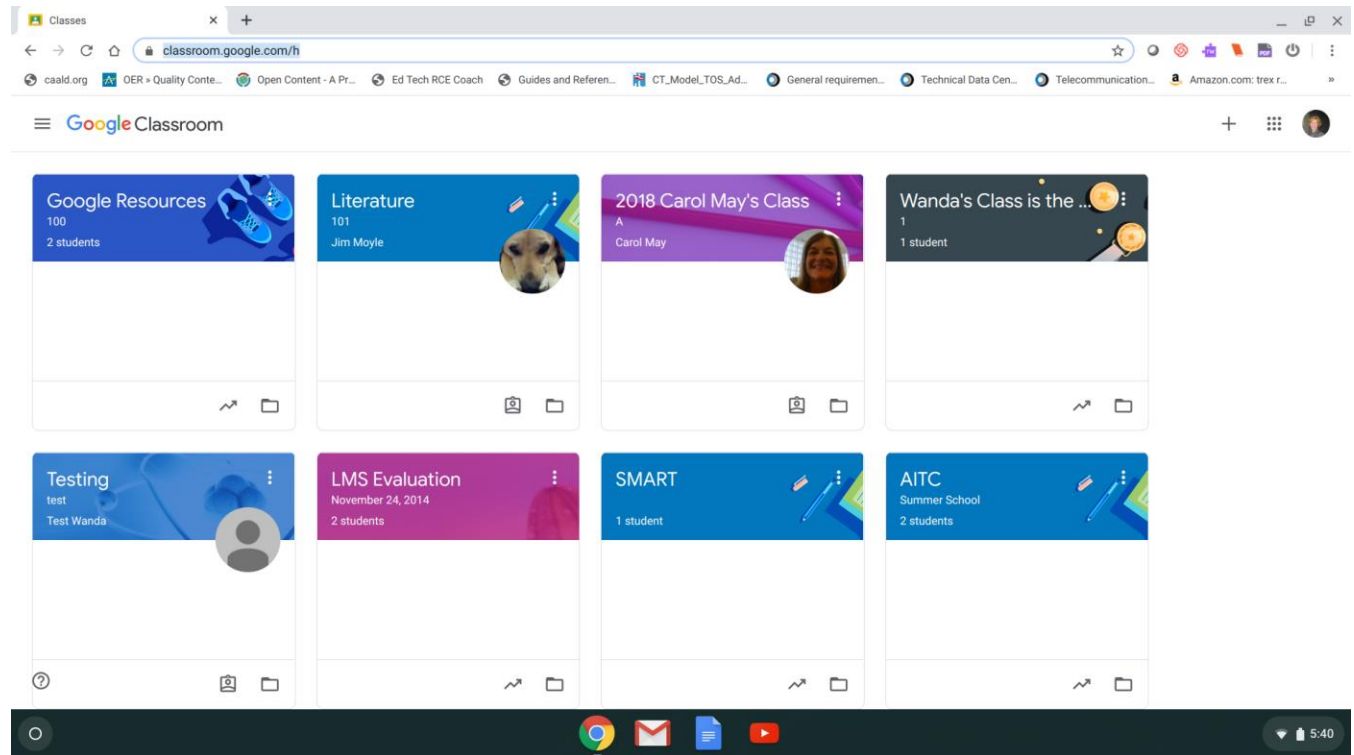 Classes
classroom.google.com/h
caald.org OER » Quality Conte... Open Content - A Pr... Ed Tech RCE Coach Guides and Referen... CT_Model_TOS_Ad... General requiremen... Technical Data Cen... Telecommunication... Amazon.com: trex r... »
Google Classroom
Google Resources
100
2 students
Literature
101
Jim Moyle
2018 Carol May's Class
A
Carol May
Wanda's Class is the ...
1
1 student
Testing
test
Test Wanda
LMS Evaluation
November 24, 2014
2 students
SMART
1 student
AITC
Summer School
2 students
5:40